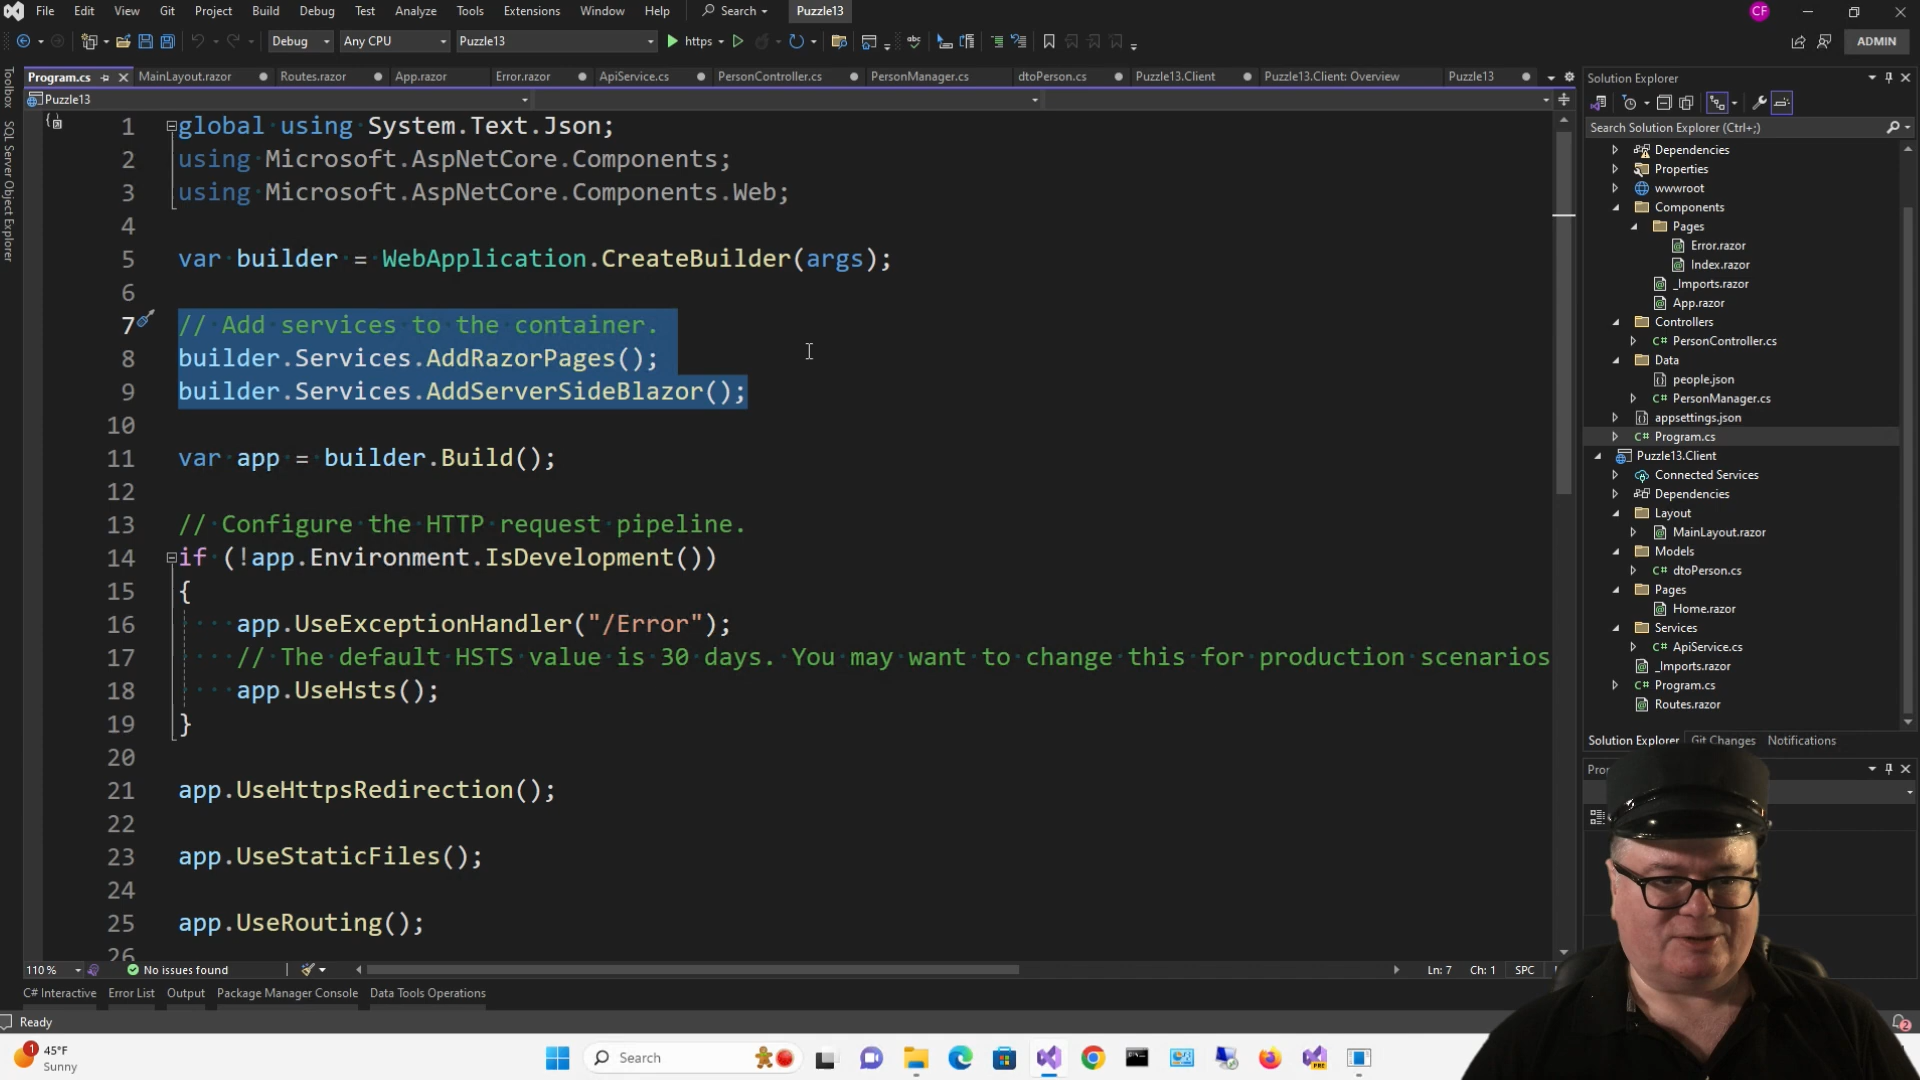 File Edit View Git Project Build Debug Test Analyze Tools Extensions Window Help Search Puzzle13 CF
Debug Any CPU Puzzle13 https ADMIN
Program.cs MainLayout.razor Routes.razor App.razor Error.razor ApiService.cs PersonController.cs PersonManager.cs dtoPerson.cs Puzzle13.Client Puzzle13.Client: Overview Puzzle13
Puzzle13
Toolbox
SQL Server Object Explorer
1 global using System.Text.Json;
2 using Microsoft.AspNetCore.Components;
3 using Microsoft.AspNetCore.Components.Web;
4
5 var builder = WebApplication.CreateBuilder(args);
6
7 // Add services to the container.
8 builder.Services.AddRazorPages();
9 builder.Services.AddServerSideBlazor();
10
11 var app = builder.Build();
12
13 // Configure the HTTP request pipeline.
14 if (!app.Environment.IsDevelopment())
15 {
16 app.UseExceptionHandler("/Error");
17 // The default HSTS value is 30 days. You may want to change this for production scenarios
18 app.UseHsts();
19 }
20
21 app.UseHttpsRedirection();
22
23 app.UseStaticFiles();
24
25 app.UseRouting();
26
110 % No issues found Ln: 7 Ch: 1 SPC
C# Interactive Error List Output Package Manager Console Data Tools Operations
Ready
Solution Explorer
Search Solution Explorer (Ctrl+;)
Dependencies
Properties
wwwroot
Components
Pages
Error.razor
Index.razor
_Imports.razor
App.razor
Controllers
C# PersonController.cs
Data
people.json
C# PersonManager.cs
appsettings.json
C# Program.cs
Puzzle13.Client
Connected Services
Dependencies
Layout
MainLayout.razor
Models
C# dtoPerson.cs
Pages
Home.razor
Services
C# ApiService.cs
_Imports.razor
C# Program.cs
Routes.razor
Solution Explorer Git Changes Notifications
2
1 45°F
Sunny
Search
PRE